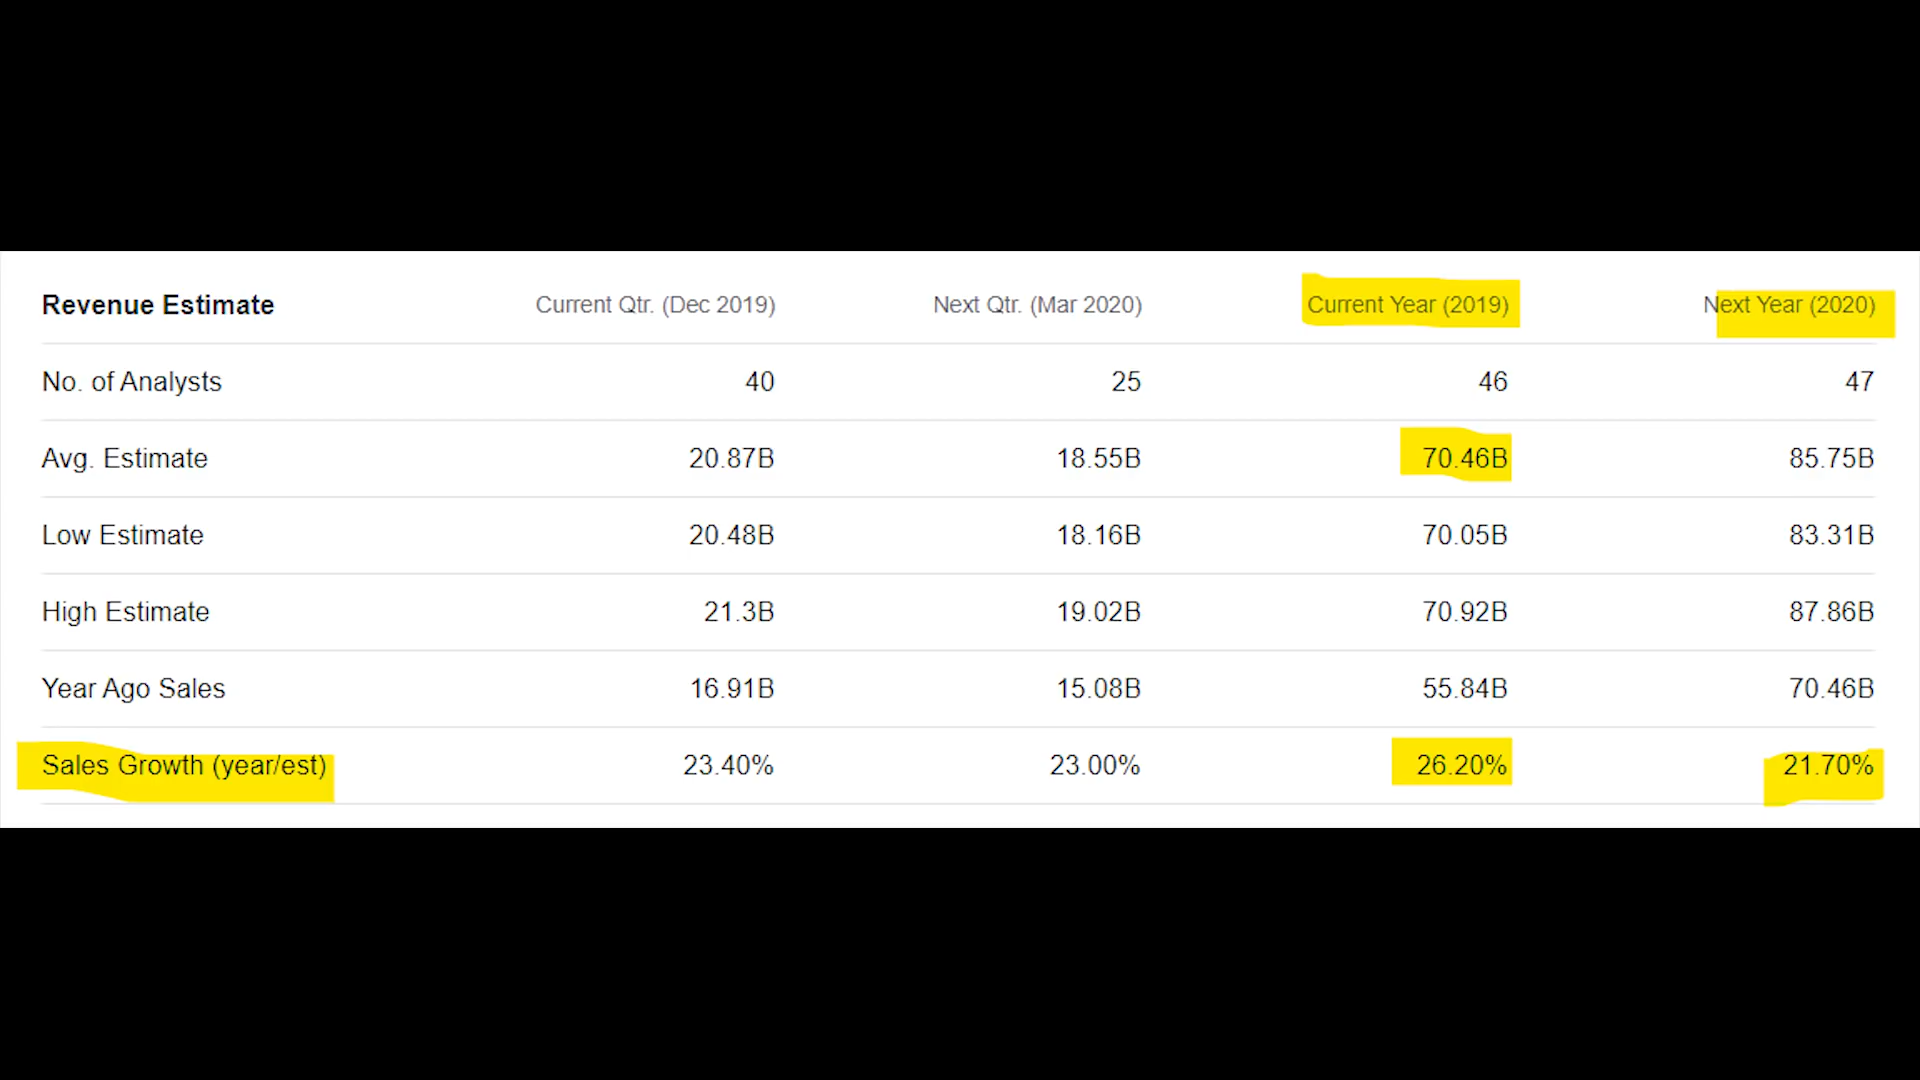 Revenue Estimate Current Qtr. (Dec 2019) Next Qtr. (Mar 2020) Current Year (2019) Next Year (2020)
No. of Analysts 40 25 46 47
Avg. Estimate 20.87B 18.55B 70.46B 85.75B
Low Estimate 20.48B 18.16B 70.05B 83.31B
High Estimate 21.3B 19.02B 70.92B 87.86B
Year Ago Sales 16.91B 15.08B 55.84B 70.46B
Sales Growth (year/est) 23.40% 23.00% 26.20% 21.70%